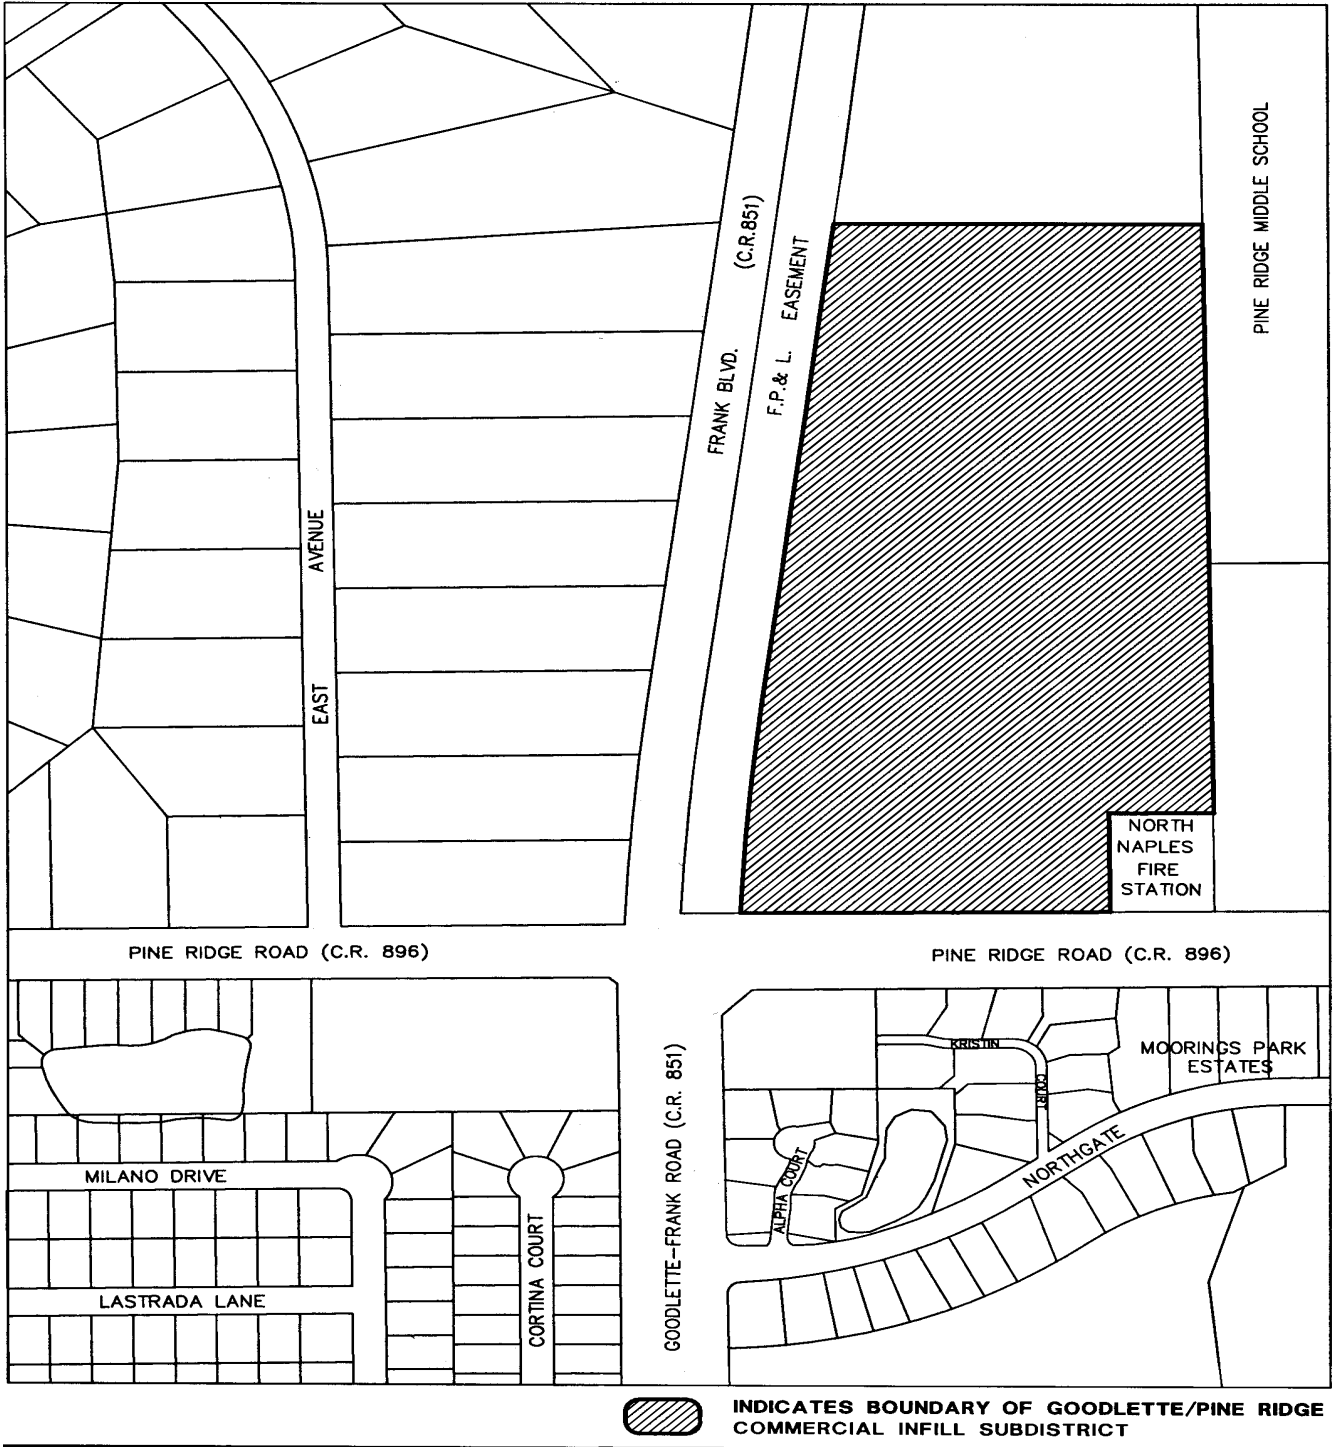 PINE RIDGE MIDDLE SCHOOL
(C.R.851)
FRANK BLVD.
F.P.& L. EASEMENT
EAST AVENUE
NORTH
NAPLES
FIRE
STATION
PINE RIDGE ROAD (C.R. 896)
PINE RIDGE ROAD (C.R. 896)
KRISTIN
COURT
MOORINGS PARK
ESTATES
NORTHGATE
ALPHA COURT
MILANO DRIVE
CORTINA COURT
GOODLETTE-FRANK ROAD (C.R. 851)
LASTRADA LANE
INDICATES BOUNDARY OF GOODLETTE/PINE RIDGE
COMMERCIAL INFILL SUBDISTRICT